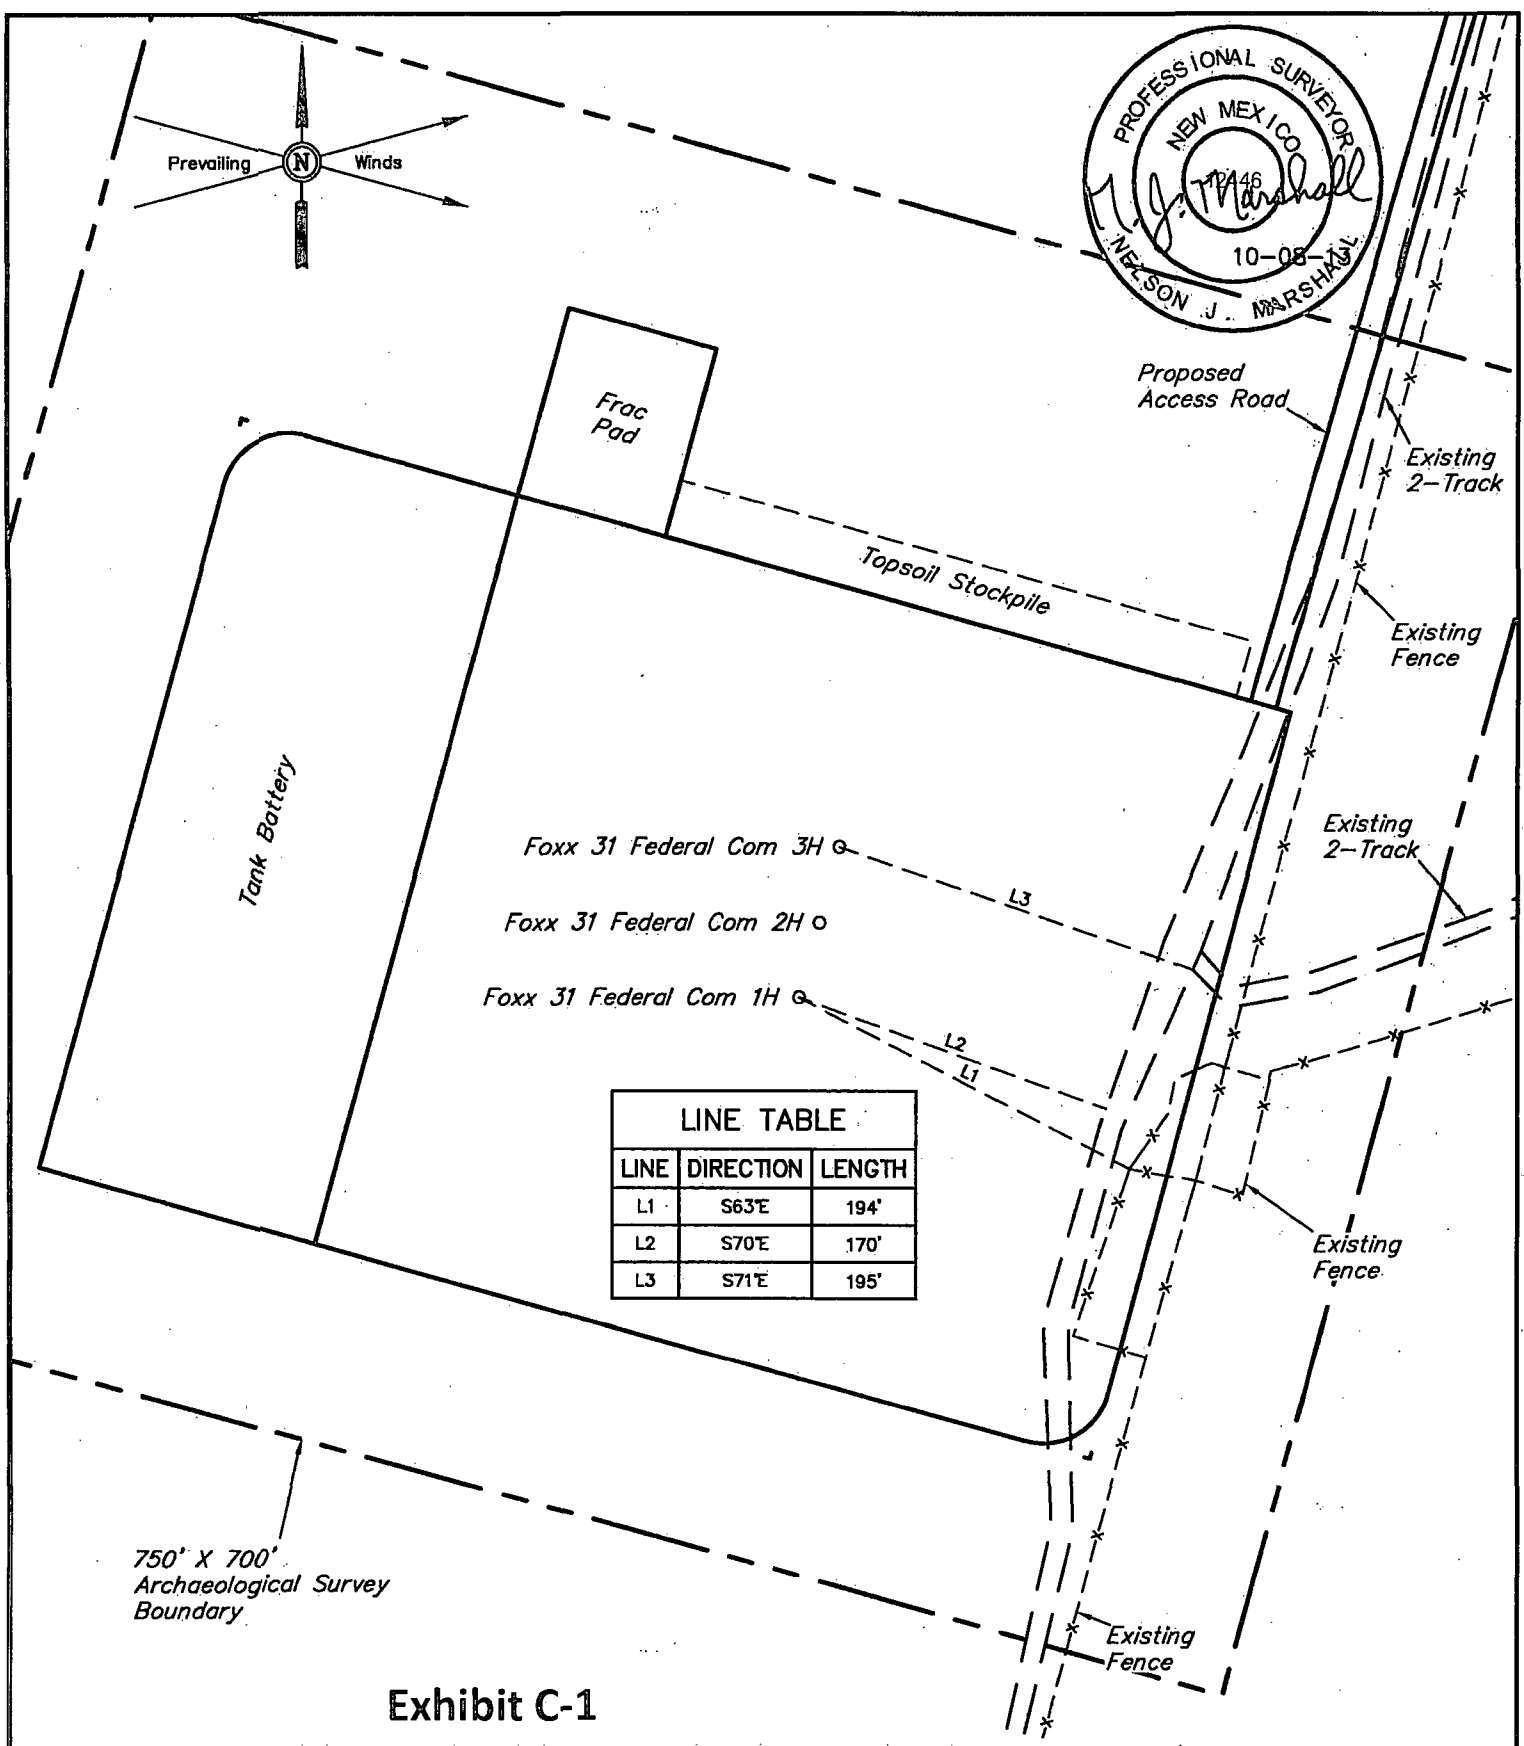 PROFESSIONAL SURVEYOR
NEW MEXICO
N
Prevailing Winds
NELSON J. MARSHALL
Proposed
Access Road
Frac
Pad
Existing
2-Track
Topsoil Stockpile
Existing
Fence
Tank Battery
Existing
2-Track
Foxx 31 Federal Com 3H
L3
Foxx 31 Federal Com 2H
Foxx 31 Federal Com 1H
L2
L1
LINE TABLE
LINE DIRECTION LENGTH
L1 S63°E 194'
L2 S70°E 170'
L3 S71°E 195'
Existing
Fence
750' X 700'
Archaeological Survey
Boundary
Existing
Fence
Exhibit C-1